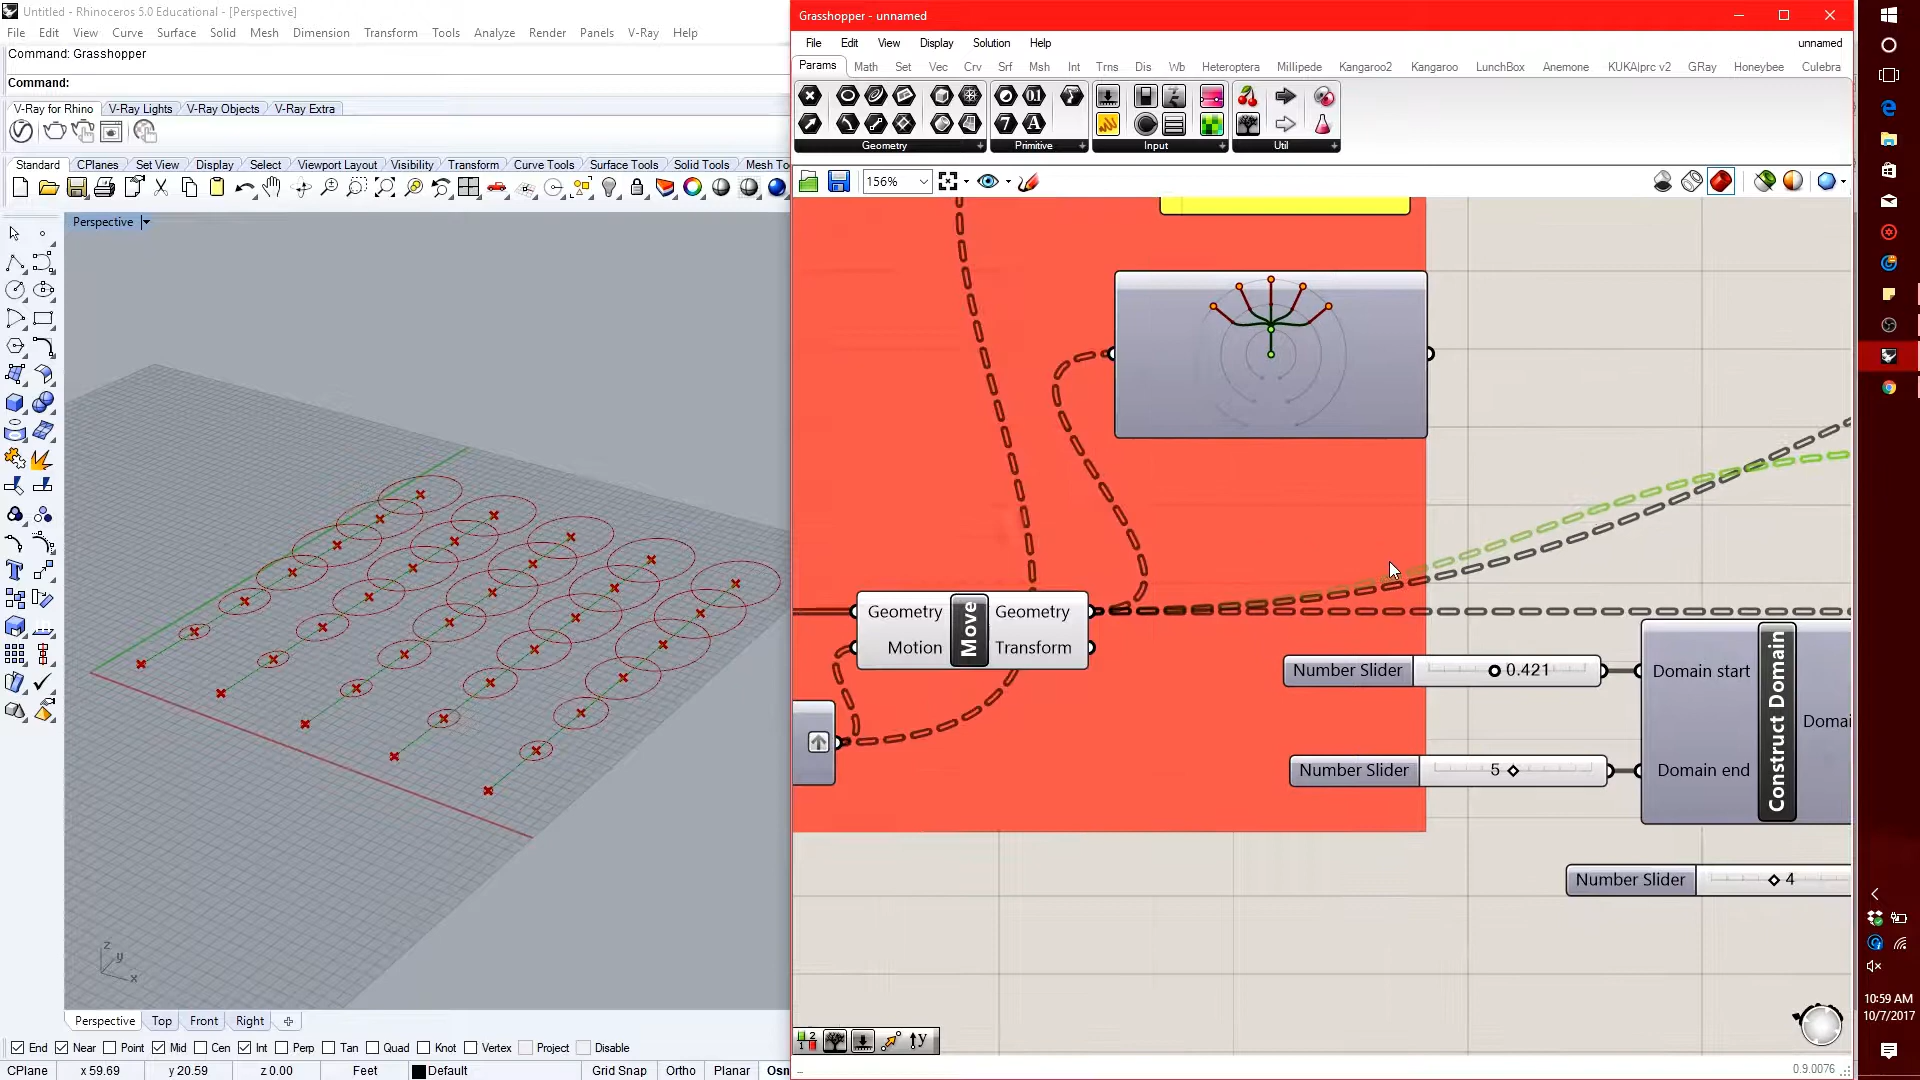 Untitled - Rhinoceros 5.0 Educational - [Perspective]
File Edit View Curve Surface Solid Mesh Dimension Transform Tools Analyze Render Panels V-Ray Help
Command: Grasshopper
Command:
V-Ray for Rhino V-Ray Lights V-Ray Objects V-Ray Extra
Standard CPlanes Set View Display Select Viewport Layout Visibility Transform Curve Tools Surface Tools Solid Tools Mesh To
Perspective
z
y
x
Perspective Top Front Right
End Near Point Mid Cen Int Perp Tan Quad Knot Vertex Project Disable
CPlane x 59.69 y 20.59 z 0.00 Feet Default Grid Snap Ortho Planar Osn
Grasshopper - unnamed
File Edit View Display Solution Help unnamed
Params Math Set Vec Crv Srf Msh Int Trns Dis Wb Heteroptera Millipede Kangaroo2 Kangaroo LunchBox Anemone KUKA|prc v2 GRay Honeybee Culebra
Geometry Primitive Input Util
156%
Geometry Move Geometry
Motion Transform
Number Slider 0.421
Number Slider 5
Domain start
Domain end
Construct Domain
Domai
Number Slider 4
0.9.0076
10:59 AM
10/7/2017